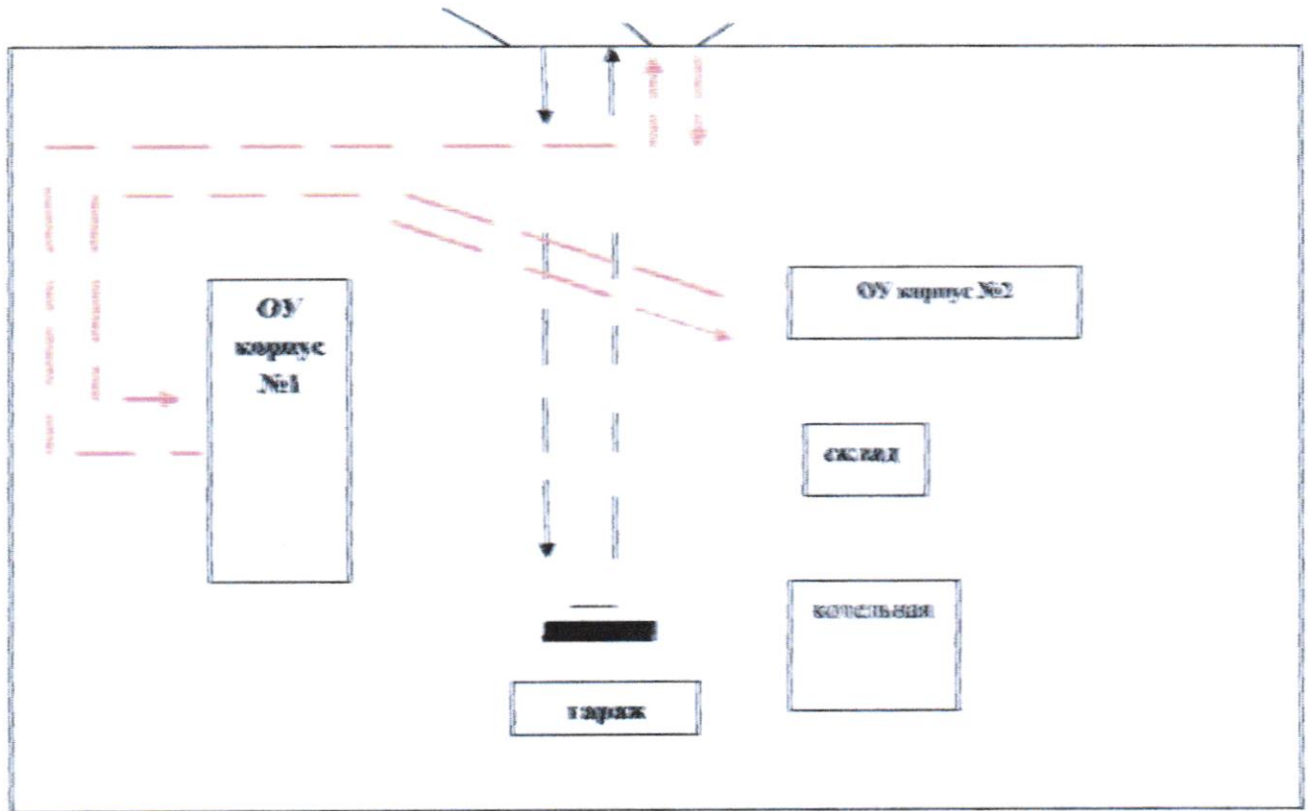 ОУ
корпус
№1
ОУ корпус №2
склад
котельная
гараж